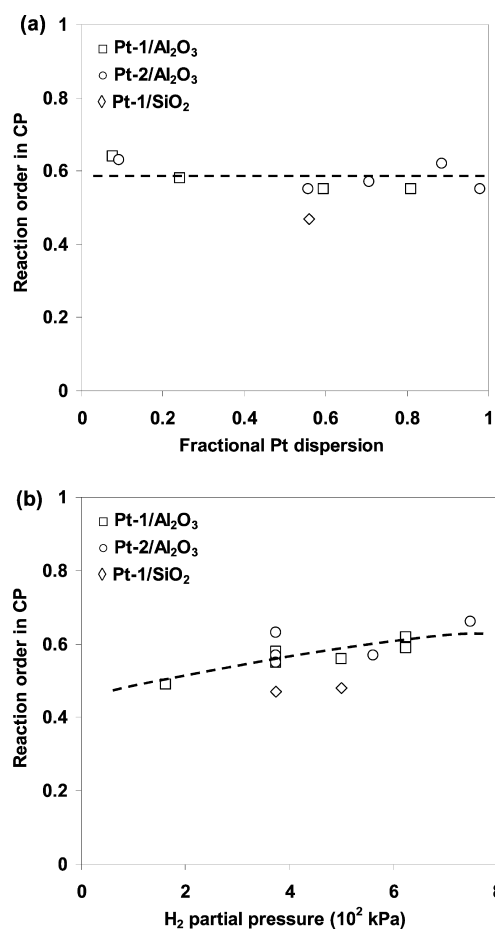 (a)
1
0.8
0.6
0.4
0.2
0
Reaction order in CP
Pt-1/Al₂O₃
Pt-2/Al₂O₃
Pt-1/SiO₂
0 0.2 0.4 0.6 0.8 1
Fractional Pt dispersion
(b)
1
0.8
0.6
0.4
0.2
0
Reaction order in CP
Pt-1/Al₂O₃
Pt-2/Al₂O₃
Pt-1/SiO₂
0 2 4 6 8
H₂ partial pressure (10² kPa)